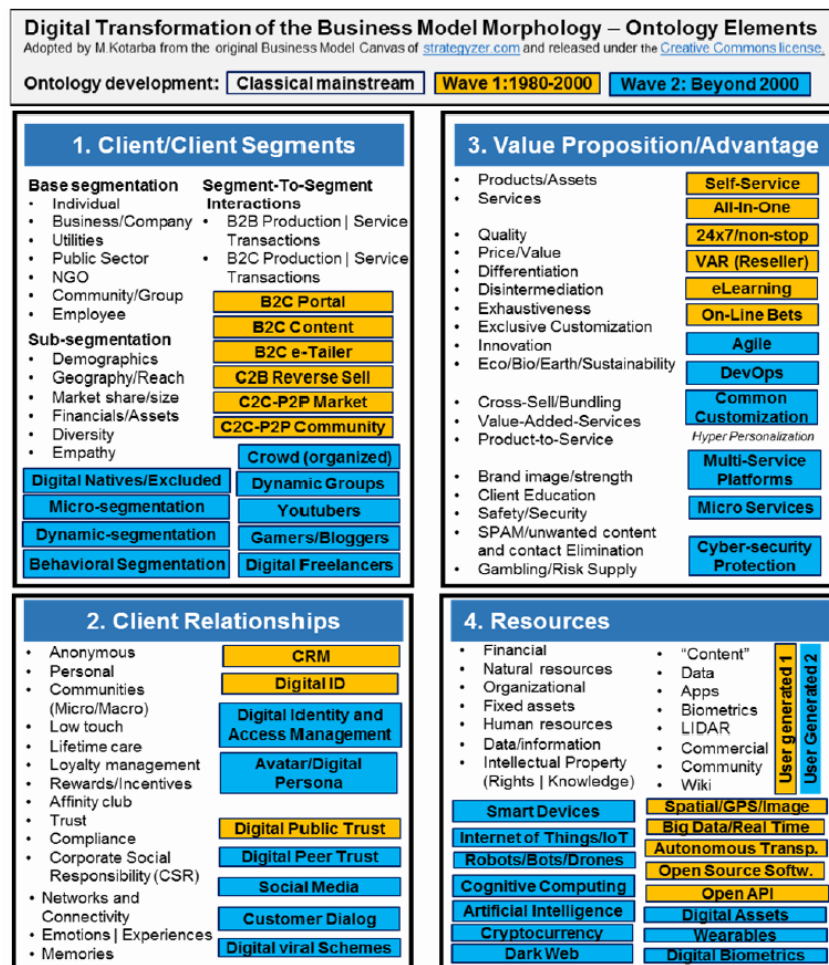 Digital Transformation of the Business Model Morphology – Ontology Elements
Adopted by M.Kotarba from the original Business Model Canvas of strategyzer.com and released under the Creative Commons license.
Ontology development: Classical mainstream Wave 1:1980-2000 Wave 2: Beyond 2000
1. Client/Client Segments
Base segmentation
• Individual
• Business/Company
• Utilities
• Public Sector
• NGO
• Community/Group
• Employee
Sub-segmentation
• Demographics
• Geography/Reach
• Market share/size
• Financials/Assets
• Diversity
• Empathy
Digital Natives/Excluded
Micro-segmentation
Dynamic-segmentation
Behavioral Segmentation
Segment-To-Segment
Interactions
• B2B Production | Service
Transactions
• B2C Production | Service
Transactions
B2C Portal
B2C Content
B2C e-Tailer
C2B Reverse Sell
C2C-P2P Market
C2C-P2P Community
Crowd (organized)
Dynamic Groups
Youtubers
Gamers/Bloggers
Digital Freelancers
2. Client Relationships
• Anonymous
• Personal
• Communities
(Micro/Macro)
• Low touch
• Lifetime care
• Loyalty management
• Rewards/Incentives
• Affinity club
• Trust
• Compliance
• Corporate Social
Responsibility (CSR)
• Networks and
Connectivity
• Emotions | Experiences
• Memories
CRM
Digital ID
Digital Identity and
Access Management
Avatar/Digital
Persona
Digital Public Trust
Digital Peer Trust
Social Media
Customer Dialog
Digital viral Schemes
3. Value Proposition/Advantage
• Products/Assets
• Services
• Quality
• Price/Value
• Differentiation
• Disintermediation
• Exhaustiveness
• Exclusive Customization
• Innovation
• Eco/Bio/Earth/Sustainability
• Cross-Sell/Bundling
• Value-Added-Services
• Product-to-Service
• Brand image/strength
• Client Education
• Safety/Security
• SPAM/unwanted content
and contact Elimination
• Gambling/Risk Supply
Self-Service
All-In-One
24x7/non-stop
VAR (Reseller)
eLearning
On-Line Bets
Agile
DevOps
Common
Customization
Hyper Personalization
Multi-Service
Platforms
Micro Services
Cyber-security
Protection
4. Resources
• Financial
• Natural resources
• Organizational
• Fixed assets
• Human resources
• Data/information
• Intellectual Property
(Rights | Knowledge)
• “Content”
• Data
• Apps
• Biometrics
• LIDAR
• Commercial
• Community
• Wiki
User generated 1
User Generated 2
Smart Devices
Internet of Things/IoT
Robots/Bots/Drones
Cognitive Computing
Artificial Intelligence
Cryptocurrency
Dark Web
Spatial/GPS/Image
Big Data/Real Time
Autonomous Transp.
Open Source Softw.
Open API
Digital Assets
Wearables
Digital Biometrics